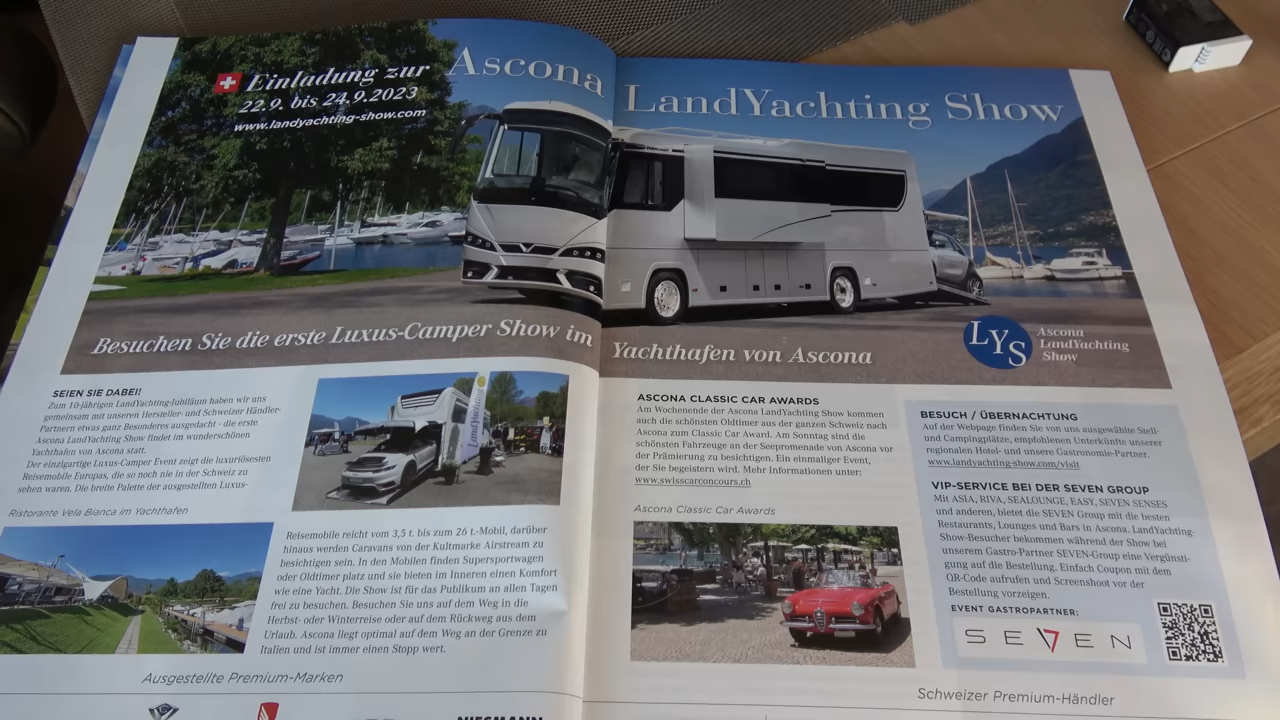 Einladung zur
22.9. bis 24.9.2023
www.landyachting-show.com
Ascona LandYachting Show
Besuchen Sie die erste Luxus-Camper Show im Yachthafen von Ascona
LYS
Ascona
LandYachting
Show
SEIEN SIE DABEI!
Zum 10-jährigen LandYachting-Jubiläum haben wir uns
gemeinsam mit unseren Hersteller- und Schweizer Händler-
Partnern etwas ganz Besonderes ausgedacht - die erste
Ascona LandYachting Show findet im wunderschönen
Yachthafen von Ascona statt.
Der einzigartige Luxus-Camper Event zeigt die luxuriösesten
Reisemobile Europas, die so noch nie in der Schweiz zu
sehen waren. Die breite Palette der ausgestellten Luxus-
Ristorante Vela Bianca im Yachthafen
LandYachting
Reisemobile reicht vom 3,5 t. bis zum 26 t.-Mobil, darüber
hinaus werden Caravans von der Kultmarke Airstream zu
besichtigen sein. In den Mobilen finden Supersportwagen
oder Oldtimer platz und sie bieten im Inneren einen Komfort
wie eine Yacht. Die Show ist für das Publikum an allen Tagen
frei zu besuchen. Besuchen Sie uns auf dem Weg in die
Herbst- oder Winterreise oder auf dem Rückweg aus dem
Urlaub. Ascona liegt optimal auf dem Weg an der Grenze zu
Italien und ist immer einen Stopp wert.
Ausgestellte Premium-Marken
NIESMANN
ASCONA CLASSIC CAR AWARDS
Am Wochenende der Ascona LandYachting Show kommen
auch die schönsten Oldtimer aus der ganzen Schweiz nach
Ascona zum Classic Car Award. Am Sonntag sind die
schönsten Fahrzeuge an der Seepromenade von Ascona vor
der Prämierung zu besichtigen. Ein einmaliger Event,
der Sie begeistern wird. Mehr Informationen unter:
www.swisscarconcours.ch
Ascona Classic Car Awards
BESUCH / ÜBERNACHTUNG
Auf der Webpage finden Sie von uns ausgewählte Stell-
und Campingplätze, empfohlenen Unterkünfte unserer
regionalen Hotel- und unsere Gastronomie-Partner.
www.landyachting-show.com/visit
VIP-SERVICE BEI DER SEVEN GROUP
Mit ASIA, RIVA, SEALOUNGE, EASY, SEVEN SENSES
und anderen, bietet die SEVEN Group mit die besten
Restaurants, Lounges und Bars in Ascona. LandYachting-
Show-Besucher bekommen während der Show bei
unserem Gastro-Partner SEVEN-Group eine Vergünsti-
gung auf die Bestellung. Einfach Coupon mit dem
QR-Code aufrufen und Screenshot vor der
Bestellung vorzeigen.
EVENT GASTROPARTNER:
SEVEN
Schweizer Premium-Händler